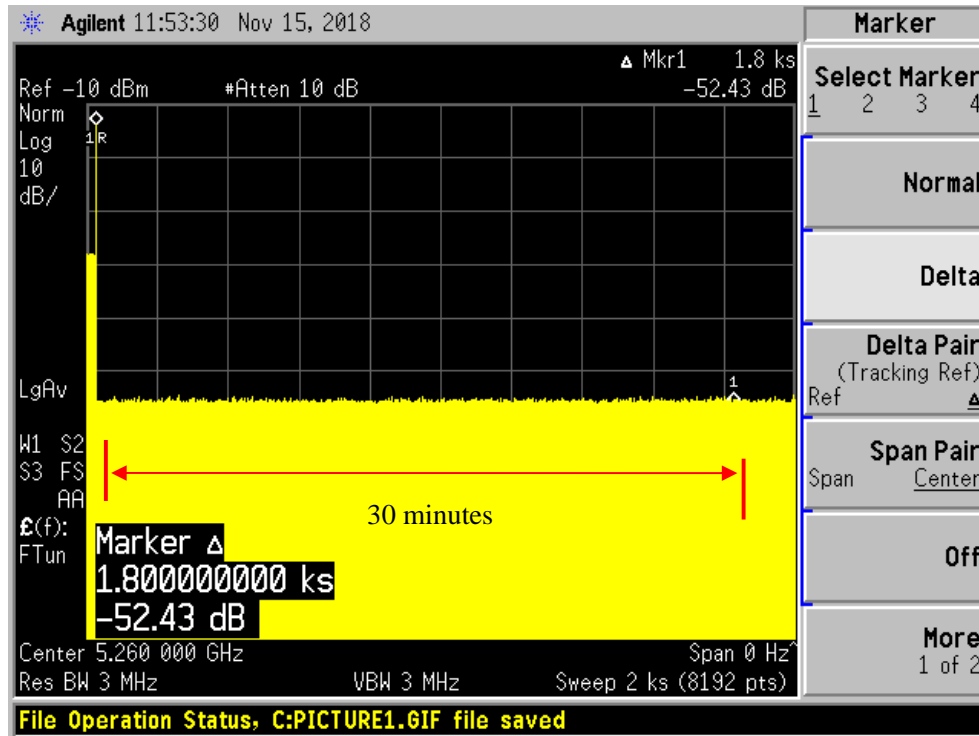 Agilent 11:53:30 Nov 15, 2018
Δ Mkr1 1.8 ks
Ref -10 dBm #Atten 10 dB -52.43 dB
Norm
Log
10
dB/
1R
LgAv
1
W1 S2
S3 FS
AA
£(f):
FTun
30 minutes
Marker Δ
1.800000000 ks
-52.43 dB
Center 5.260 000 GHz Span 0 Hz^
Res BW 3 MHz VBW 3 MHz Sweep 2 ks (8192 pts)
File Operation Status, C:PICTURE1.GIF file saved
Marker
Select Marker
1 2 3 4
Normal
Delta
Delta Pair
(Tracking Ref)
Ref Δ
Span Pair
Span Center
Off
More
1 of 2